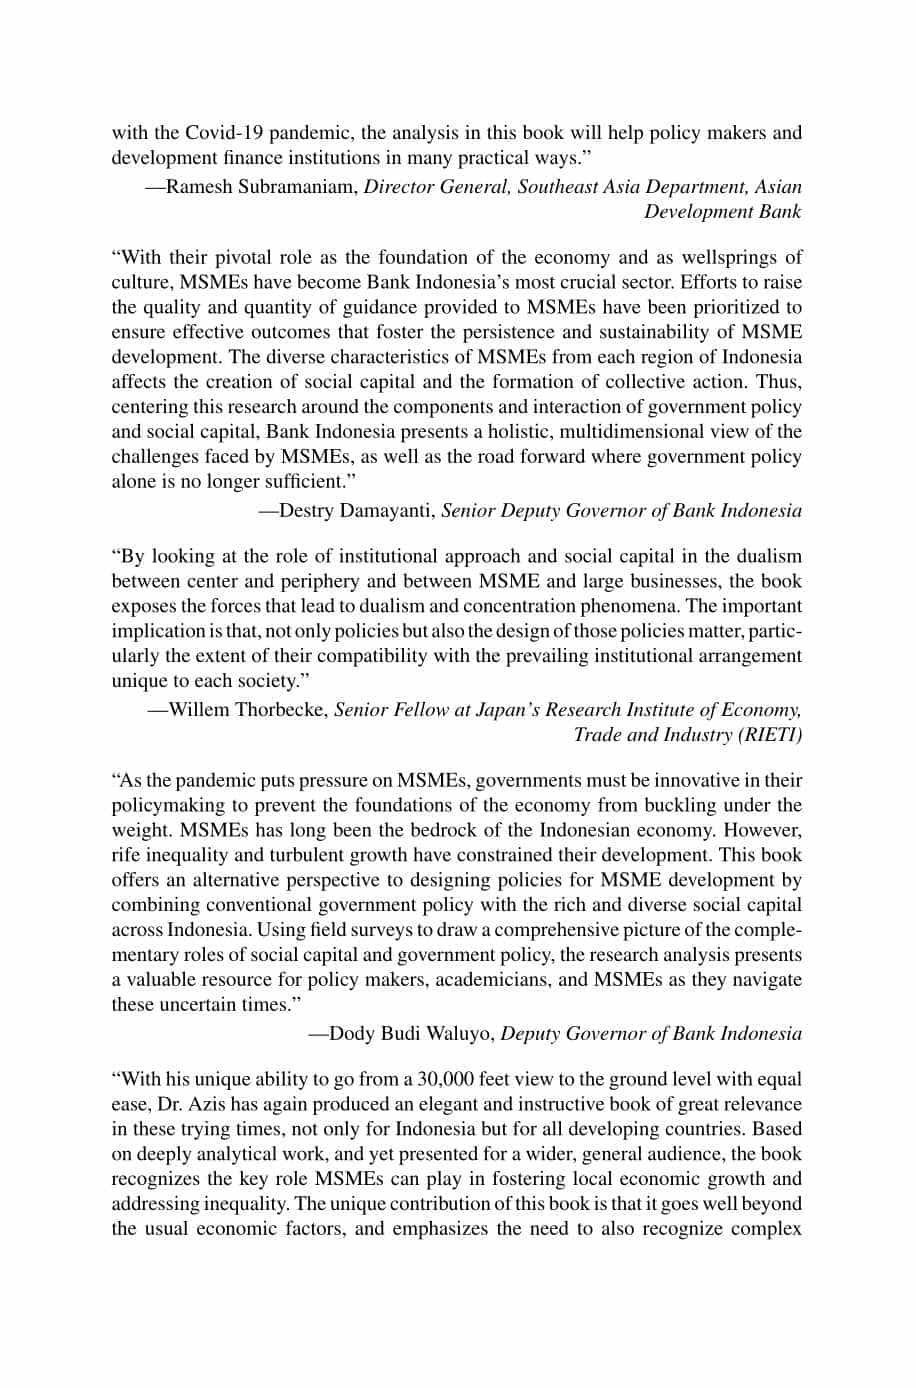 with the Covid-19 pandemic, the analysis in this book will help policy makers and
development finance institutions in many practical ways.”
—Ramesh Subramaniam, Director General, Southeast Asia Department, Asian
Development Bank
“With their pivotal role as the foundation of the economy and as wellsprings of
culture, MSMEs have become Bank Indonesia’s most crucial sector. Efforts to raise
the quality and quantity of guidance provided to MSMEs have been prioritized to
ensure effective outcomes that foster the persistence and sustainability of MSME
development. The diverse characteristics of MSMEs from each region of Indonesia
affects the creation of social capital and the formation of collective action. Thus,
centering this research around the components and interaction of government policy
and social capital, Bank Indonesia presents a holistic, multidimensional view of the
challenges faced by MSMEs, as well as the road forward where government policy
alone is no longer sufficient.”
—Destry Damayanti, Senior Deputy Governor of Bank Indonesia
“By looking at the role of institutional approach and social capital in the dualism
between center and periphery and between MSME and large businesses, the book
exposes the forces that lead to dualism and concentration phenomena. The important
implication is that, not only policies but also the design of those policies matter, partic-
ularly the extent of their compatibility with the prevailing institutional arrangement
unique to each society.”
—Willem Thorbecke, Senior Fellow at Japan’s Research Institute of Economy,
Trade and Industry (RIETI)
“As the pandemic puts pressure on MSMEs, governments must be innovative in their
policymaking to prevent the foundations of the economy from buckling under the
weight. MSMEs has long been the bedrock of the Indonesian economy. However,
rife inequality and turbulent growth have constrained their development. This book
offers an alternative perspective to designing policies for MSME development by
combining conventional government policy with the rich and diverse social capital
across Indonesia. Using field surveys to draw a comprehensive picture of the comple-
mentary roles of social capital and government policy, the research analysis presents
a valuable resource for policy makers, academicians, and MSMEs as they navigate
these uncertain times.”
—Dody Budi Waluyo, Deputy Governor of Bank Indonesia
“With his unique ability to go from a 30,000 feet view to the ground level with equal
ease, Dr. Azis has again produced an elegant and instructive book of great relevance
in these trying times, not only for Indonesia but for all developing countries. Based
on deeply analytical work, and yet presented for a wider, general audience, the book
recognizes the key role MSMEs can play in fostering local economic growth and
addressing inequality. The unique contribution of this book is that it goes well beyond
the usual economic factors, and emphasizes the need to also recognize complex